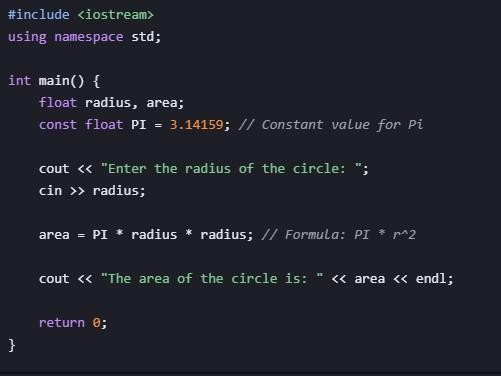 #include <iostream>
using namespace std;
int main() {
float radius, area;
const float PI = 3.14159; // Constant value for Pi
cout << "Enter the radius of the circle: ";
cin >> radius;
area = PI * radius * radius; // Formula: PI * r^2
cout << "The area of the circle is: " << area << endl;
return 0;
}